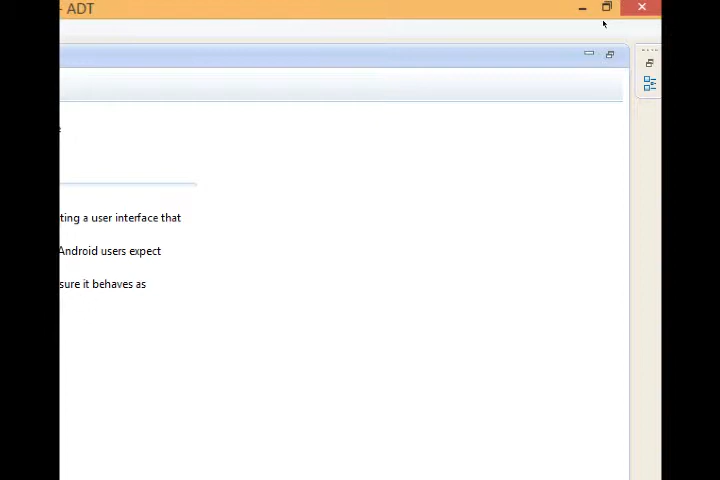 - ADT
e
ting a user interface that
Android users expect
sure it behaves as